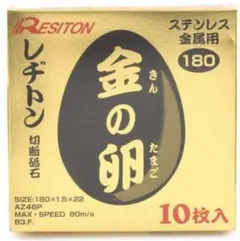 RESITON
ステンレス
金属用
180
レヂトン
切断砥石
金の卵
きん
たまご
SIZE:180×1.5×22
AZ46P
MAX・SPEED 80m/s
B3.F.
10枚入